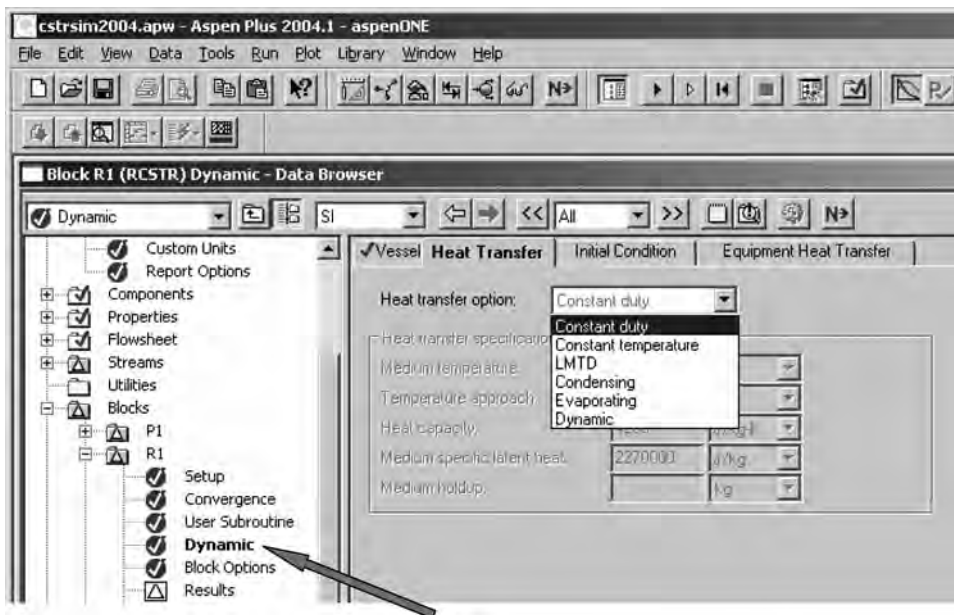 cstrsim2004.apw - Aspen Plus 2004.1 - aspenONE
File Edit View Data Tools Run Plot Library Window Help
N>
Block R1 (RCSTR) Dynamic - Data Browser
Dynamic SI << All >> N>
Custom Units
Report Options
Components
Properties
Flowsheet
Streams
Utilities
Blocks
P1
R1
Setup
Convergence
User Subroutine
Dynamic
Block Options
Results
Vessel Heat Transfer Initial Condition Equipment Heat Transfer
Heat transfer option: Constant duty
Constant duty
Constant temperature
LMTD
Condensing
Evaporating
Dynamic
Heat transfer specification
Medium temperature:
Temperature approach
Heat capacity:
Medium specific latent heat: 2270000 J/kg
Medium holdup: kg